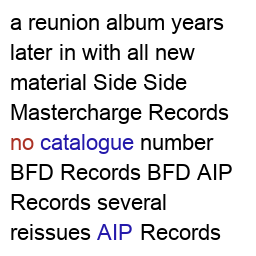 a reunion album years
later in with all new
material Side Side
Mastercharge Records
no catalogue number
BFD Records BFD AIP
Records several
reissues AIP Records